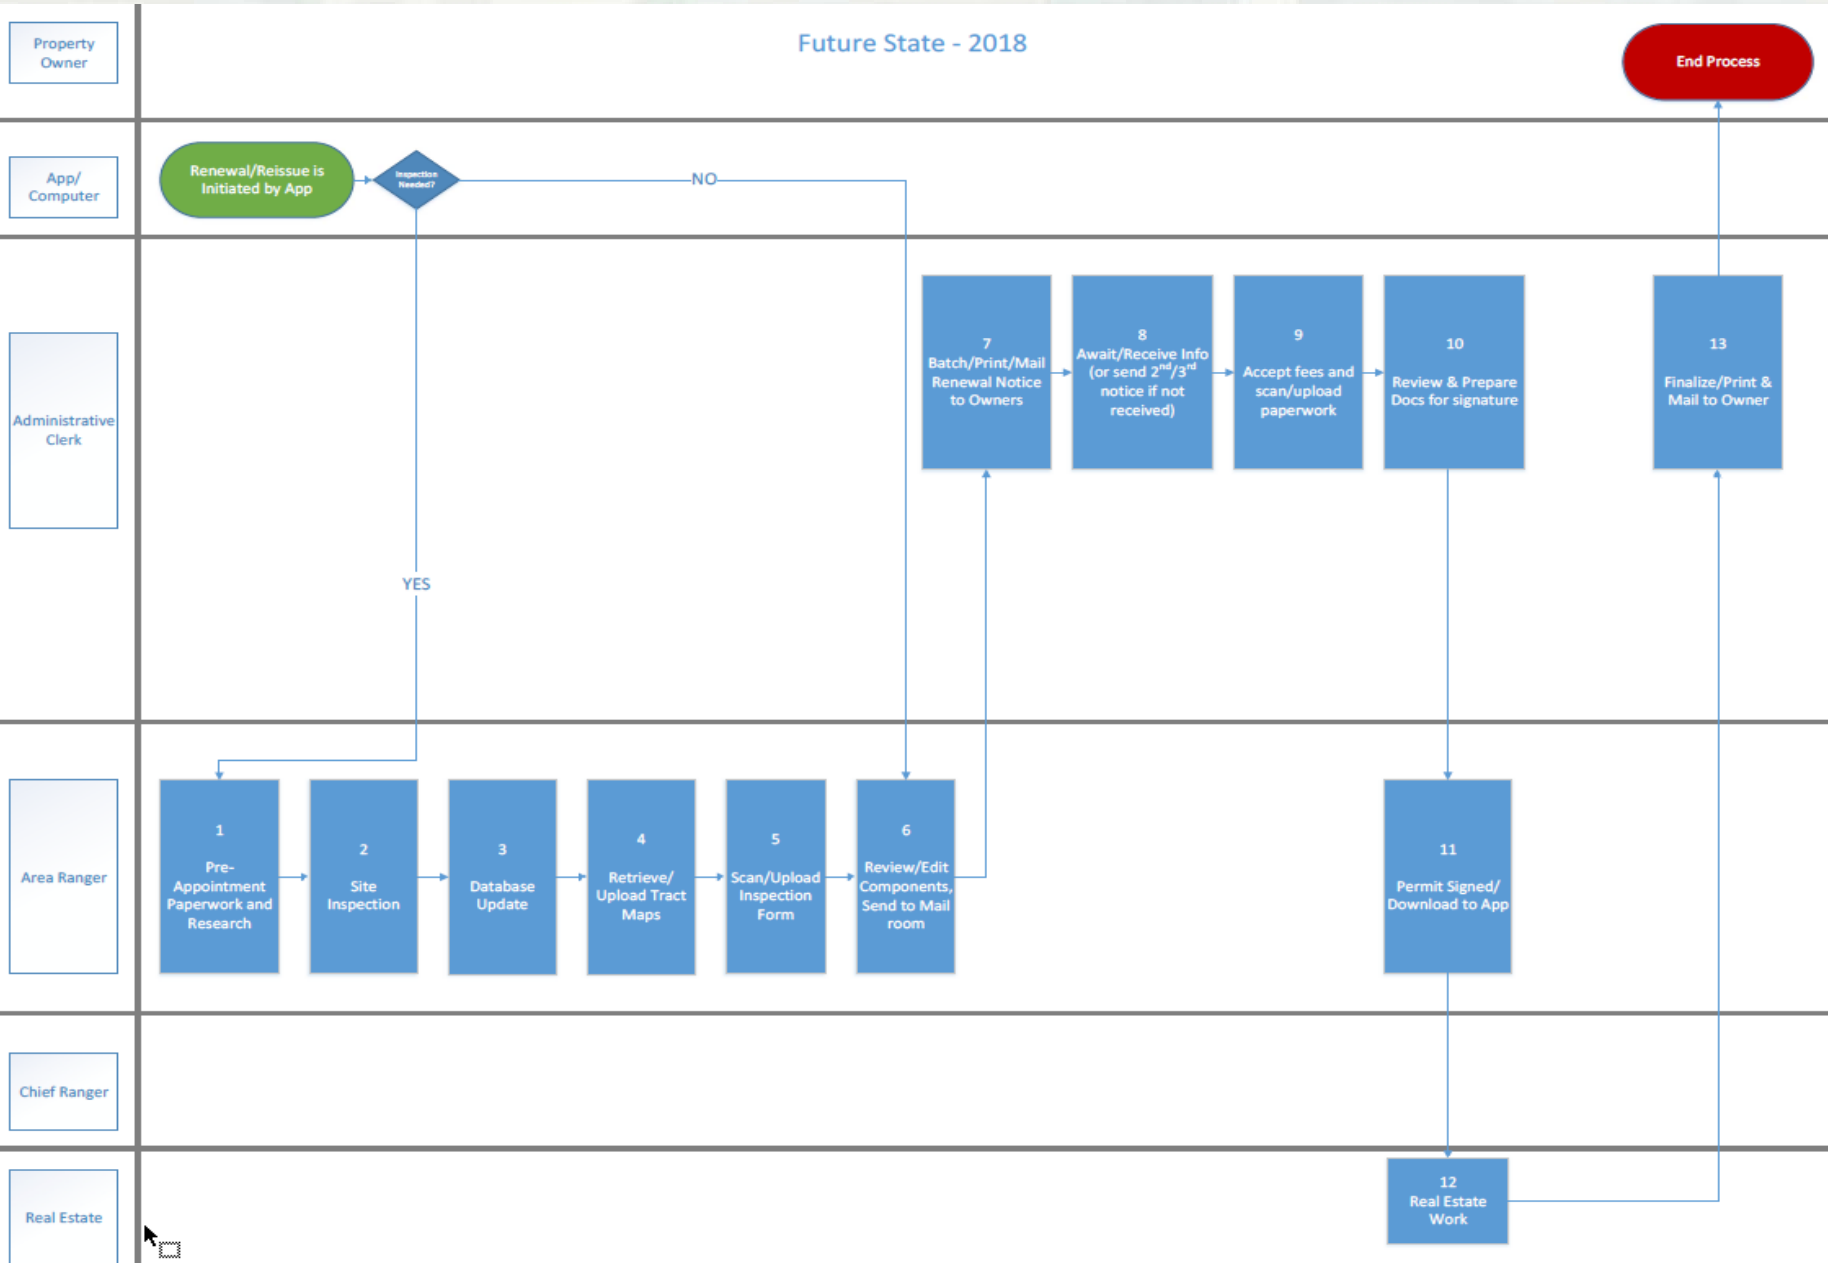 Property
Owner
Future State - 2018
End Process
App/
Computer
Renewal/Reissue is
Initiated by App
Inspection
Needed?
NO
Administrative
Clerk
7
Batch/Print/Mail
Renewal Notice
to Owners
8
Await/Receive Info
(or send 2nd/3rd
notice if not
received)
9
Accept fees and
scan/upload
paperwork
10
Review & Prepare
Docs for signature
13
Finalize/Print &
Mail to Owner
YES
Area Ranger
1
Pre-
Appointment
Paperwork and
Research
2
Site
Inspection
3
Database
Update
4
Retrieve/
Upload Tract
Maps
5
Scan/Upload
Inspection
Form
6
Review/Edit
Components,
Send to Mail
room
11
Permit Signed/
Download to App
Chief Ranger
Real Estate
12
Real Estate
Work